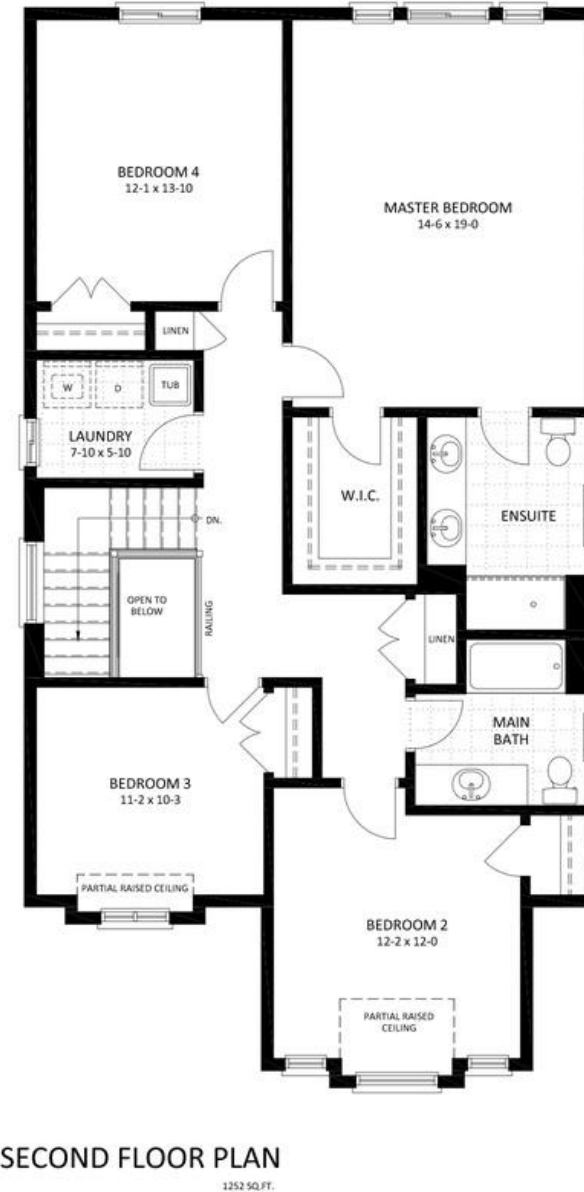 BEDROOM 4
12-1 x 13-10
MASTER BEDROOM
14-6 x 19-0
LINEN
W
D
TUB
LAUNDRY
7-10 x 5-10
W.I.C.
ENSUITE
DN.
OPEN TO
BELOW
RAILING
LINEN
MAIN
BATH
BEDROOM 3
11-2 x 10-3
PARTIAL RAISED CEILING
BEDROOM 2
12-2 x 12-0
PARTIAL RAISED
CEILING
SECOND FLOOR PLAN
1252 SQ.FT.